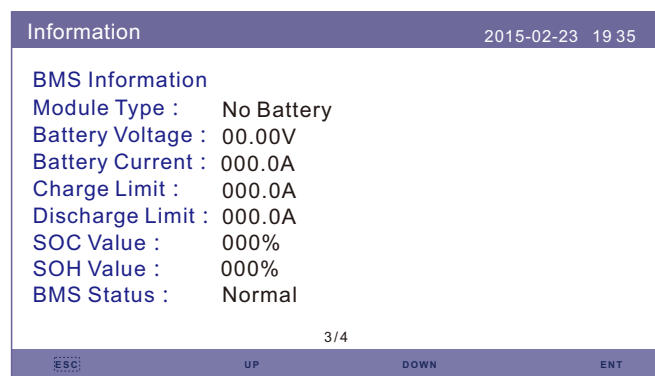 Information 2015-02-23 19 35
BMS Information
Module Type : No Battery
Battery Voltage : 00.00V
Battery Current : 000.0A
Charge Limit : 000.0A
Discharge Limit : 000.0A
SOC Value : 000%
SOH Value : 000%
BMS Status : Normal
3/4
ESC UP DOWN ENT